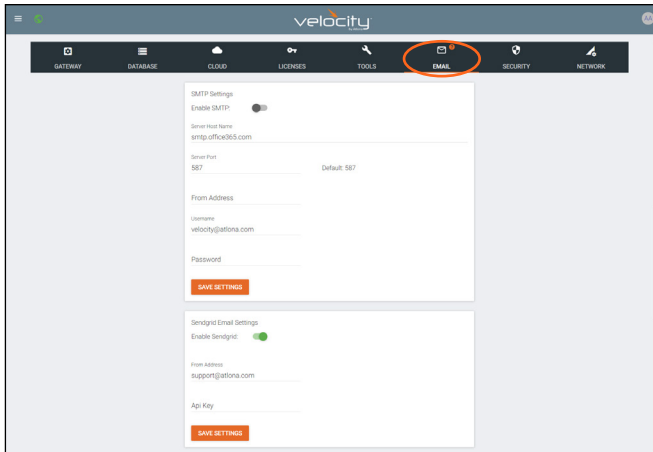 velocity
GATEWAY DATABASE CLOUD LICENSES TOOLS EMAIL SECURITY NETWORK
SMTP Settings
Enable SMTP:
Server Host Name
smtp.office365.com
Server Port
587 Default: 587
From Address
Username
velocity@atlona.com
Password
SAVE SETTINGS
Sendgrid Email Settings
Enable Sendgrid:
From Address
support@atlona.com
Api Key
SAVE SETTINGS